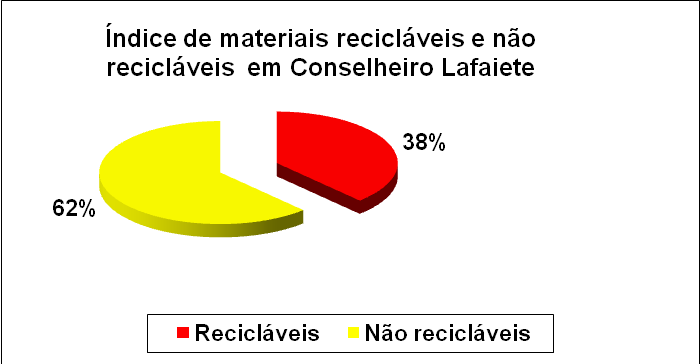 Índice de materiais recicláveis e não
recicláveis em Conselheiro Lafaiete
38%
62%
Recicláveis Não recicláveis